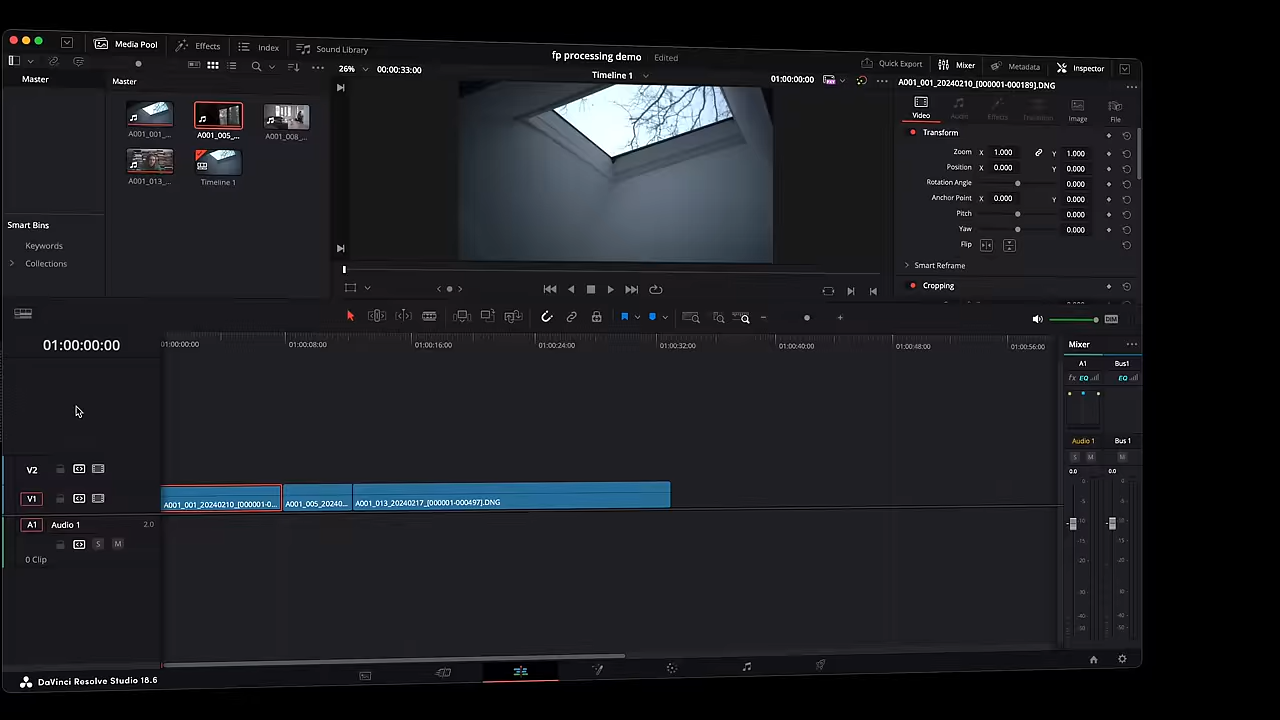 Media Pool Effects Index Sound Library
fp processing demo Edited
Quick Export Mixer Metadata Inspector
Master
Master
26% 00:00:33:00
Timeline 1
01:00:00:00
A001_001_20240210_[000001-000189].DNG
A001_001_...
A001_005_...
A001_008_...
A001_013_...
Timeline 1
Smart Bins
Keywords
Collections
Video Audio Effects Transition Image File
Transform
Zoom X 1.000 Y 1.000
Position X 0.000 Y 0.000
Rotation Angle 0.000
Anchor Point X 0.000 Y 0.000
Pitch 0.000
Yaw 0.000
Flip
Smart Reframe
Cropping
DIM
01:00:00:00
01:00:00:00 01:00:08:00 01:00:16:00 01:00:24:00 01:00:32:00 01:00:40:00 01:00:48:00 01:00:56:00
V2
V1
A001_001_20240210_[000001-0... A001_005_20240... A001_013_20240217_[000001-000497].DNG
A1 Audio 1 2.0
S M
0 Clip
Mixer
A1 Bus1
fx EQ EQ
Audio 1 Bus 1
S M M
0.0 0.0
DaVinci Resolve Studio 18.6